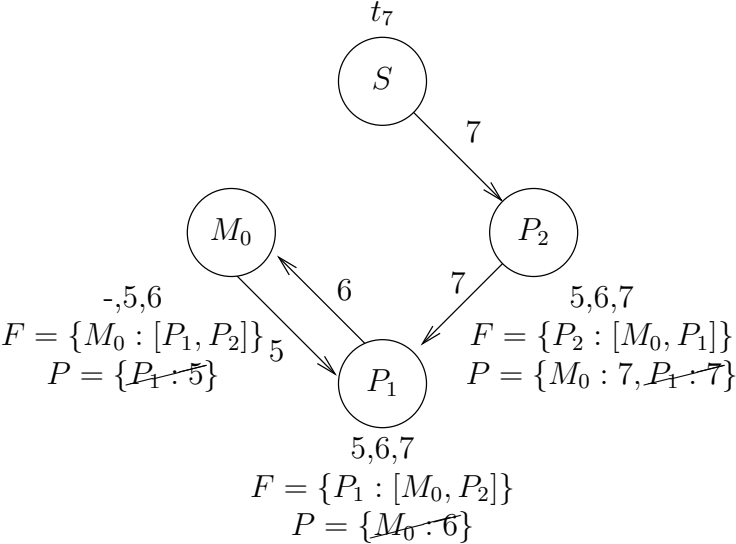 t₇
S
7
M₀
P₂
6
7
-,5,6
F = {M₀ : [P₁, P₂]}
P = {P₁ : 5}
5
5,6,7
F = {P₂ : [M₀, P₁]}
P = {M₀ : 7, P₁ : 7}
P₁
5,6,7
F = {P₁ : [M₀, P₂]}
P = {M₀ : 6}